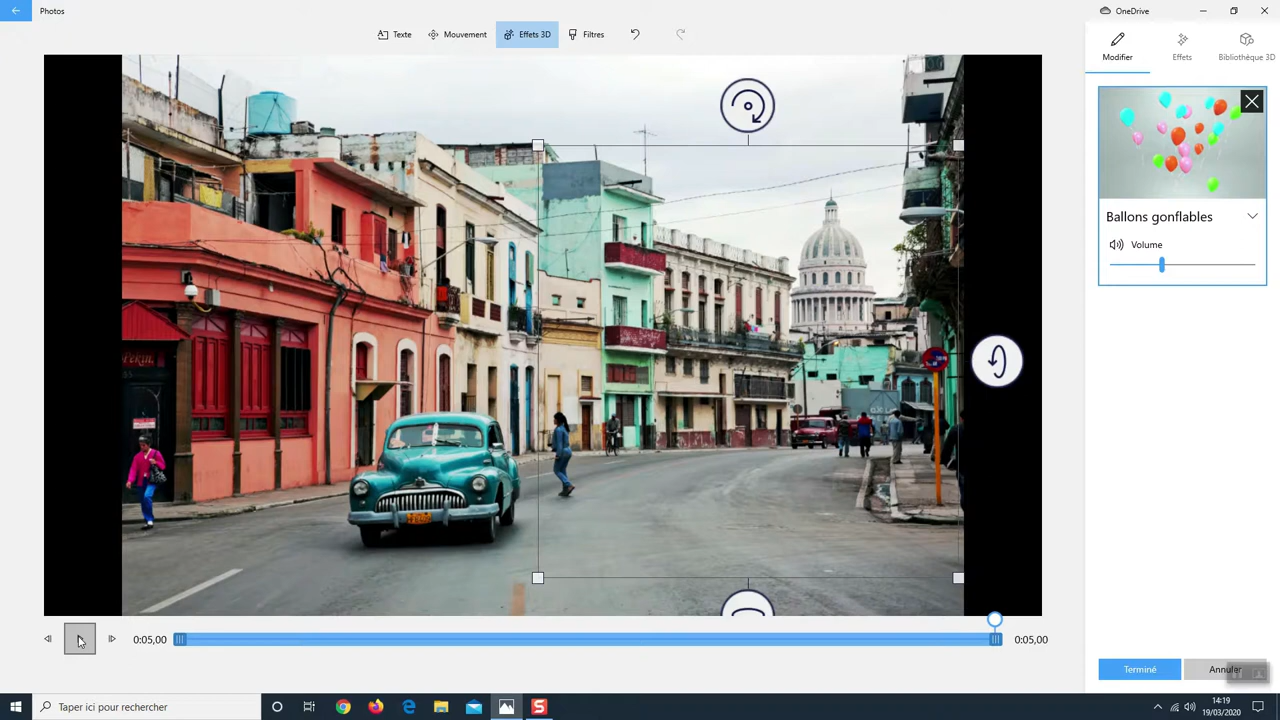 Photos
OneDrive
Texte
Mouvement
Effets 3D
Filtres
Modifier
Effets
Bibliothèque 3D
Ballons gonflables
Volume
0:05,00
0:05,00
Terminé
Annuler
Taper ici pour rechercher
14:19
19/03/2020